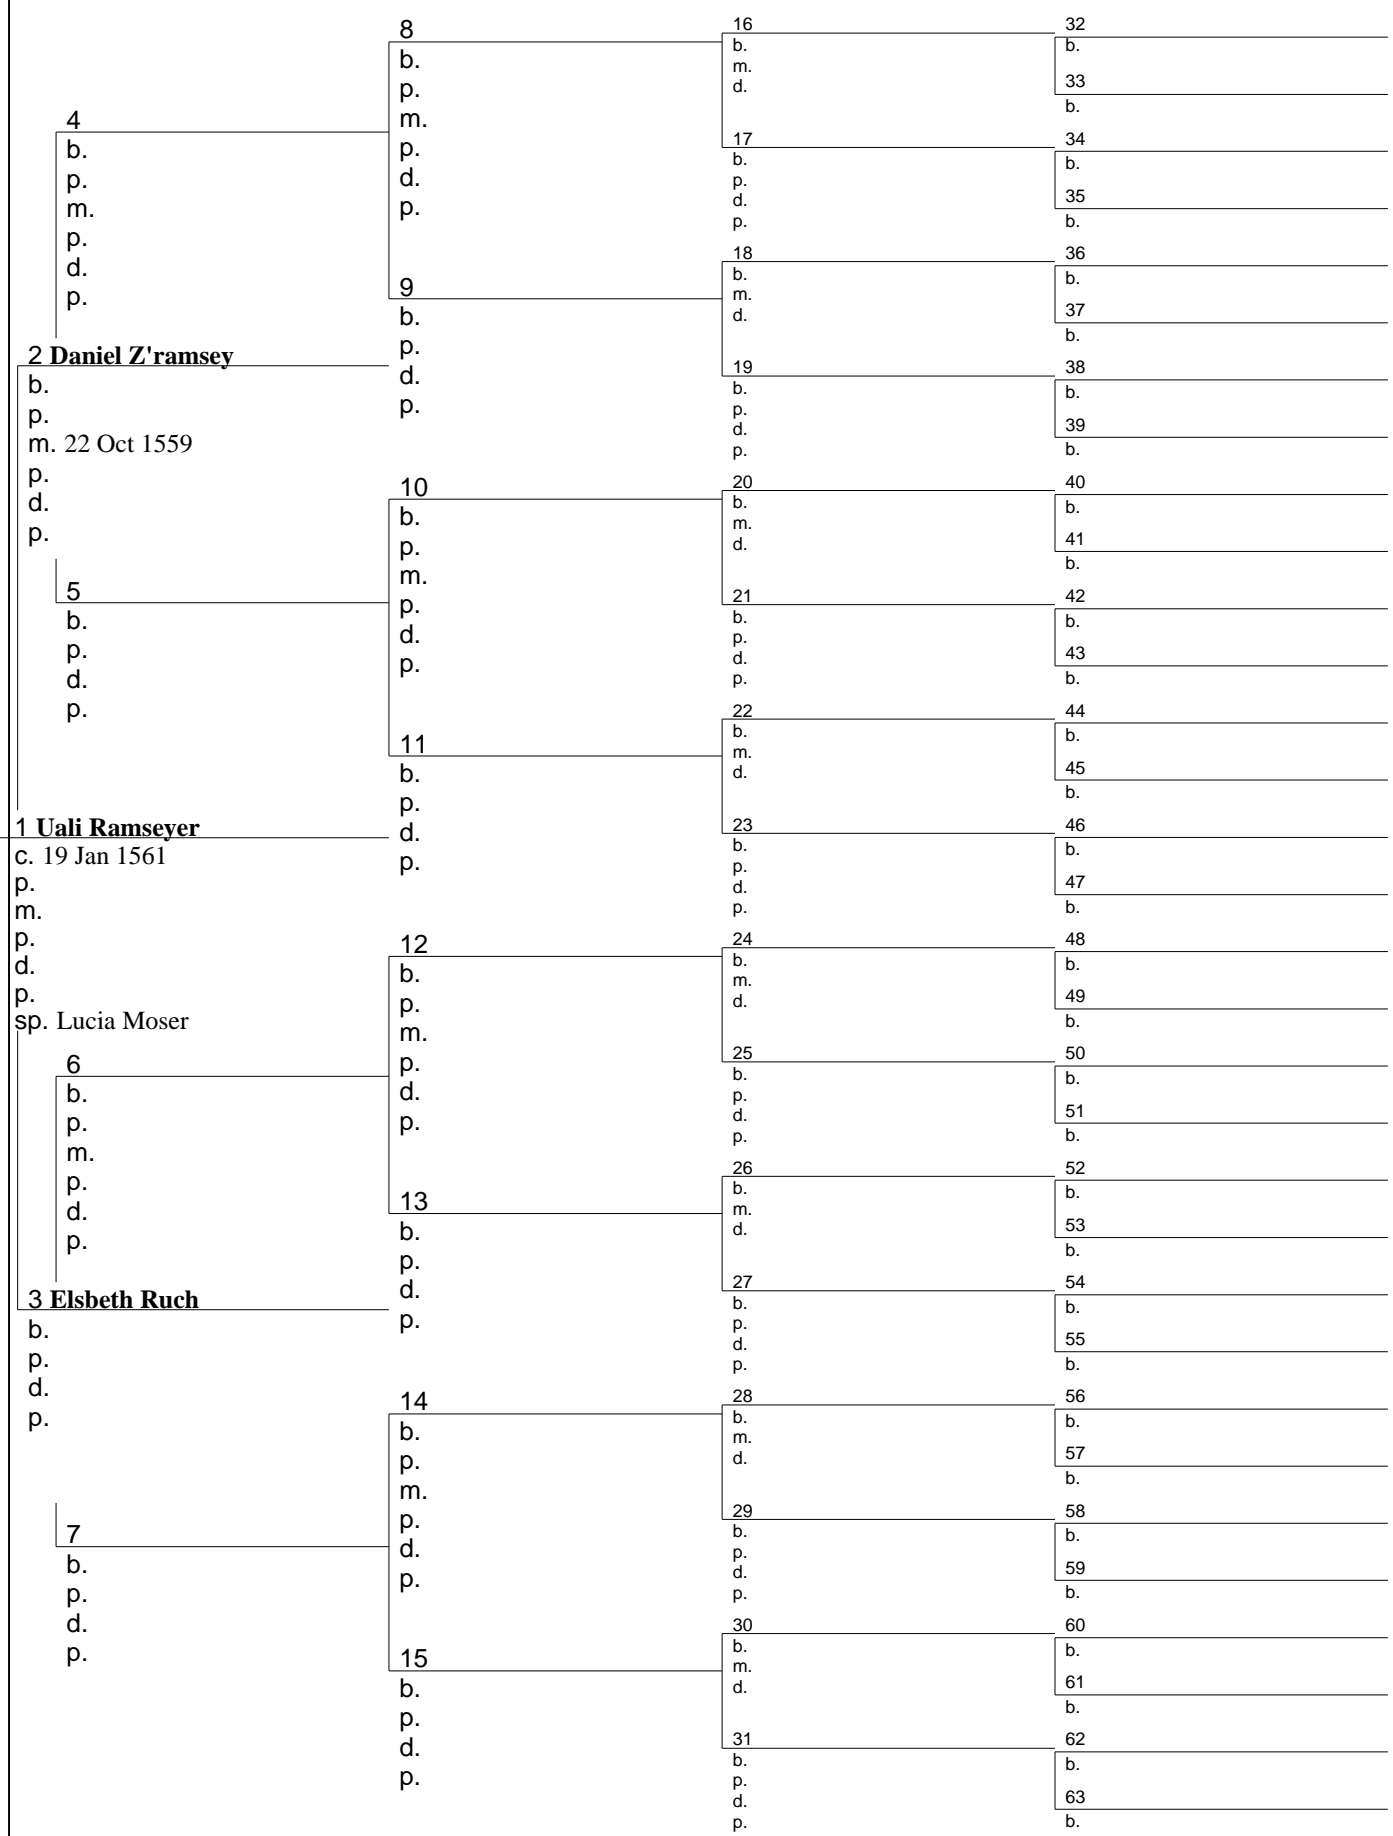 8
b.
p.
m.
p.
d.
p.
4
b.
p.
m.
p.
d.
p.
9
b.
p.
d.
p.
2 Daniel Z'ramsey
b.
p.
m. 22 Oct 1559
p.
d.
p.
10
b.
p.
m.
p.
d.
p.
5
b.
p.
d.
p.
11
b.
p.
d.
p.
1 Uali Ramseyer
c. 19 Jan 1561
p.
m.
p.
d.
p.
sp. Lucia Moser
12
b.
p.
m.
p.
d.
p.
6
b.
p.
m.
p.
d.
p.
13
b.
p.
d.
p.
3 Elsbeth Ruch
b.
p.
d.
p.
14
b.
p.
m.
p.
d.
p.
7
b.
p.
d.
p.
15
b.
p.
d.
p.
16
b.
m.
d.
17
b.
p.
d.
p.
18
b.
m.
d.
19
b.
p.
d.
p.
20
b.
m.
d.
21
b.
p.
d.
p.
22
b.
m.
d.
23
b.
p.
d.
p.
24
b.
m.
d.
25
b.
p.
d.
p.
26
b.
m.
d.
27
b.
p.
d.
p.
28
b.
m.
d.
29
b.
p.
d.
p.
30
b.
m.
d.
31
b.
p.
d.
p.
32
b.
33
b.
34
b.
35
b.
36
b.
37
b.
38
b.
39
b.
40
b.
41
b.
42
b.
43
b.
44
b.
45
b.
46
b.
47
b.
48
b.
49
b.
50
b.
51
b.
52
b.
53
b.
54
b.
55
b.
56
b.
57
b.
58
b.
59
b.
60
b.
61
b.
62
b.
63
b.